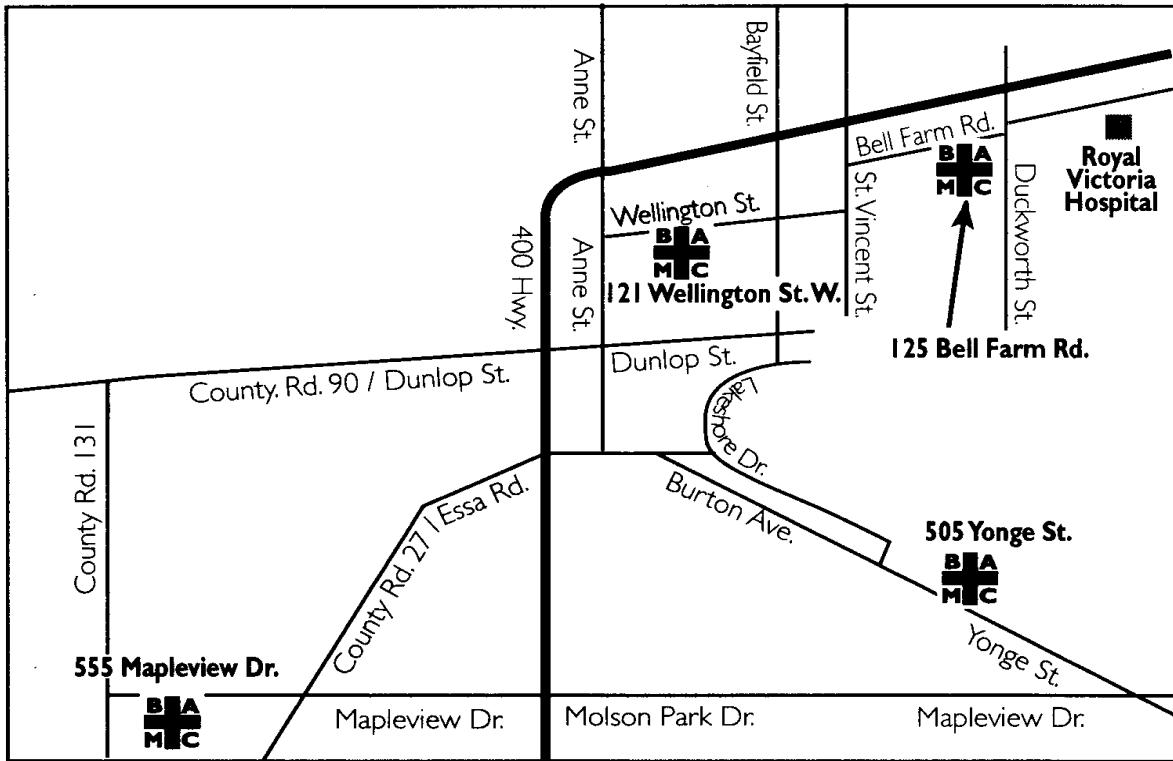 Anne St.
Bayfield St.
Bell Farm Rd.
B A
M C
Royal
Victoria
Hospital
Wellington St.
B A
M C
121 Wellington St. W.
400 Hwy.
Anne St.
St. Vincent St.
Duckworth St.
125 Bell Farm Rd.
Dunlop St.
County. Rd. 90 / Dunlop St.
Lakeshore Dr.
County Rd. 131
County Rd. 27 | Essa Rd.
Burton Ave.
505 Yonge St.
B A
M C
Yonge St.
555 Mapleview Dr.
B A
M C
Mapleview Dr.
Molson Park Dr.
Mapleview Dr.